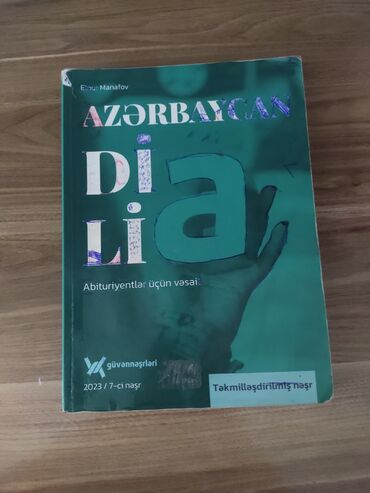 Elnur Manafov
AZƏRBAYCAN
Dİ
Lİ
a
Abituriyentlər üçün vəsait
güvənnəşrləri
2023 / 7-ci nəşr
Təkmilləşdirilmiş nəşr